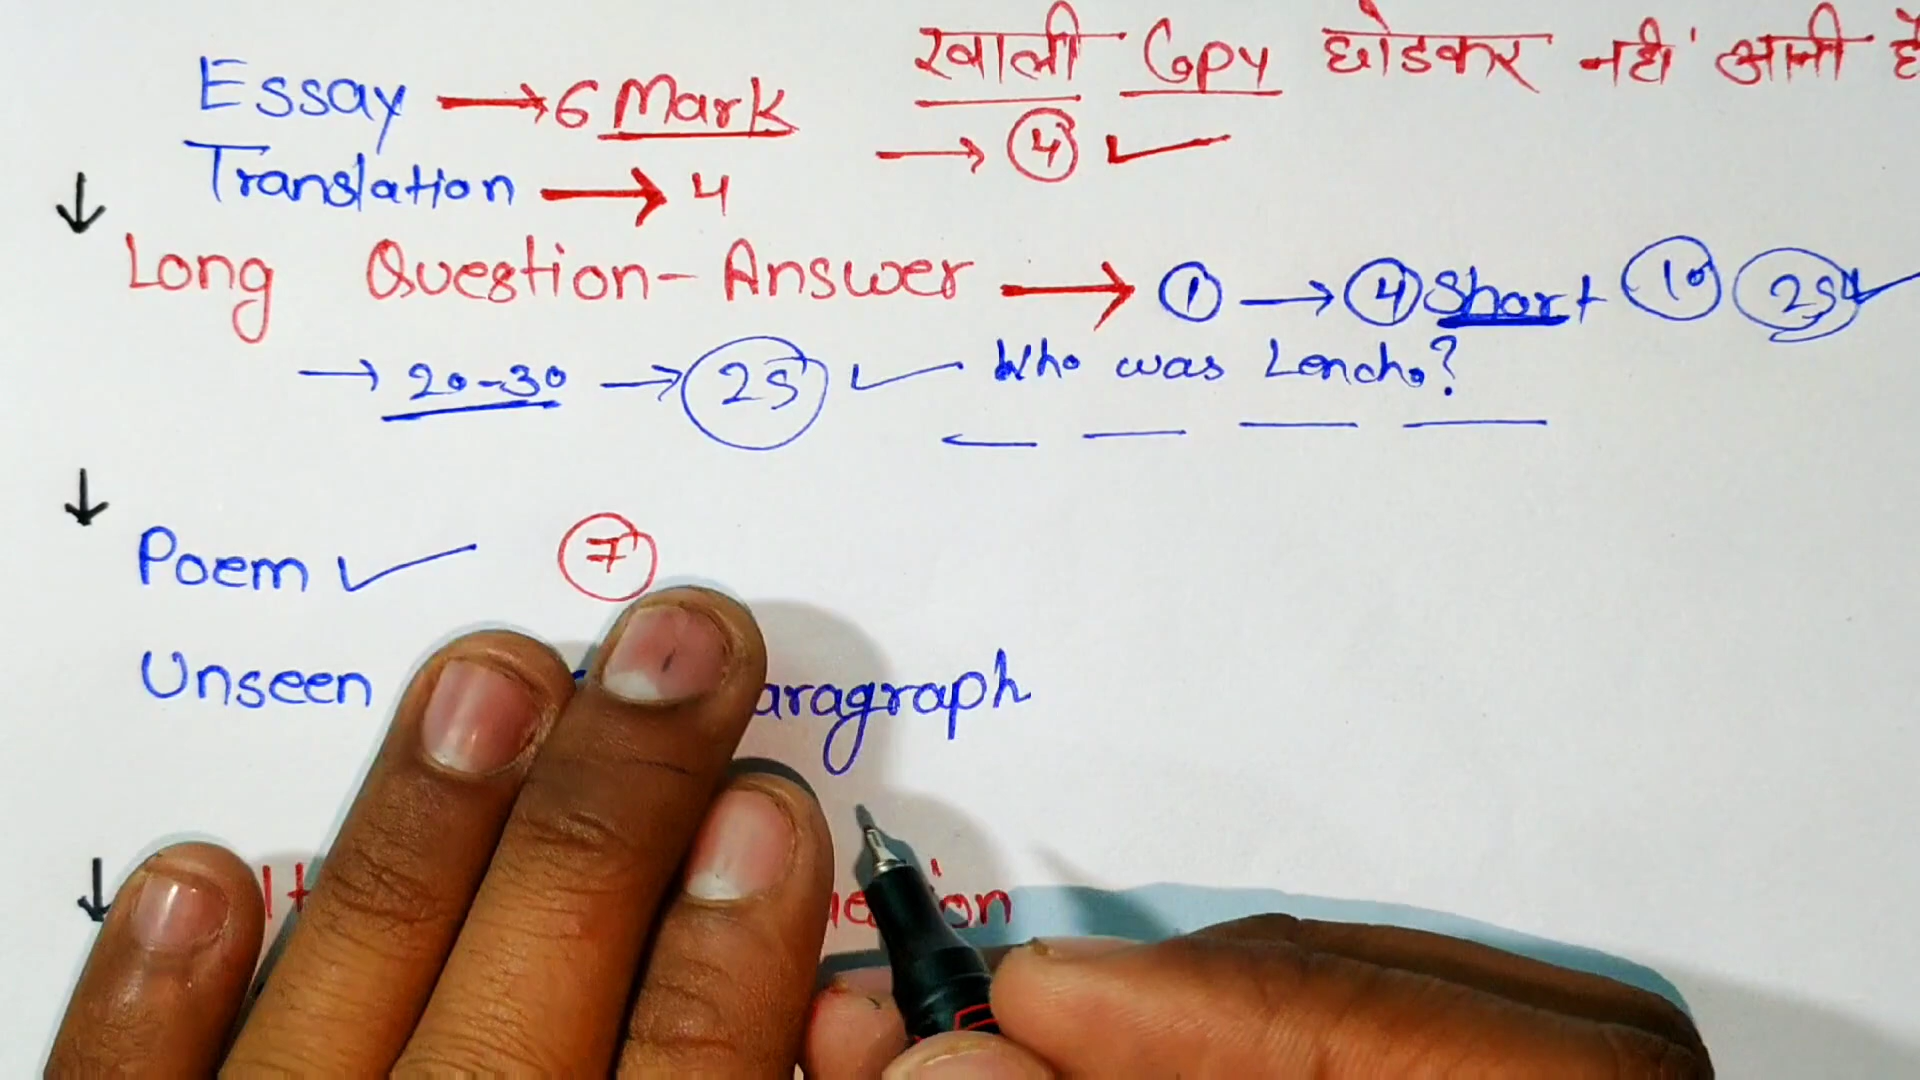 खाली Copy छोडकर नहीं आनी है
Essay → 6 Mark
→ 4 ✓
Translation → 4
↓
Long Question-Answer → 1 → 4 Short 10 25 ✓
→ 20-30 → 25 ✓ Who was Lencho?
↓
Poem ✓ 7
Unseen aragraph
↓